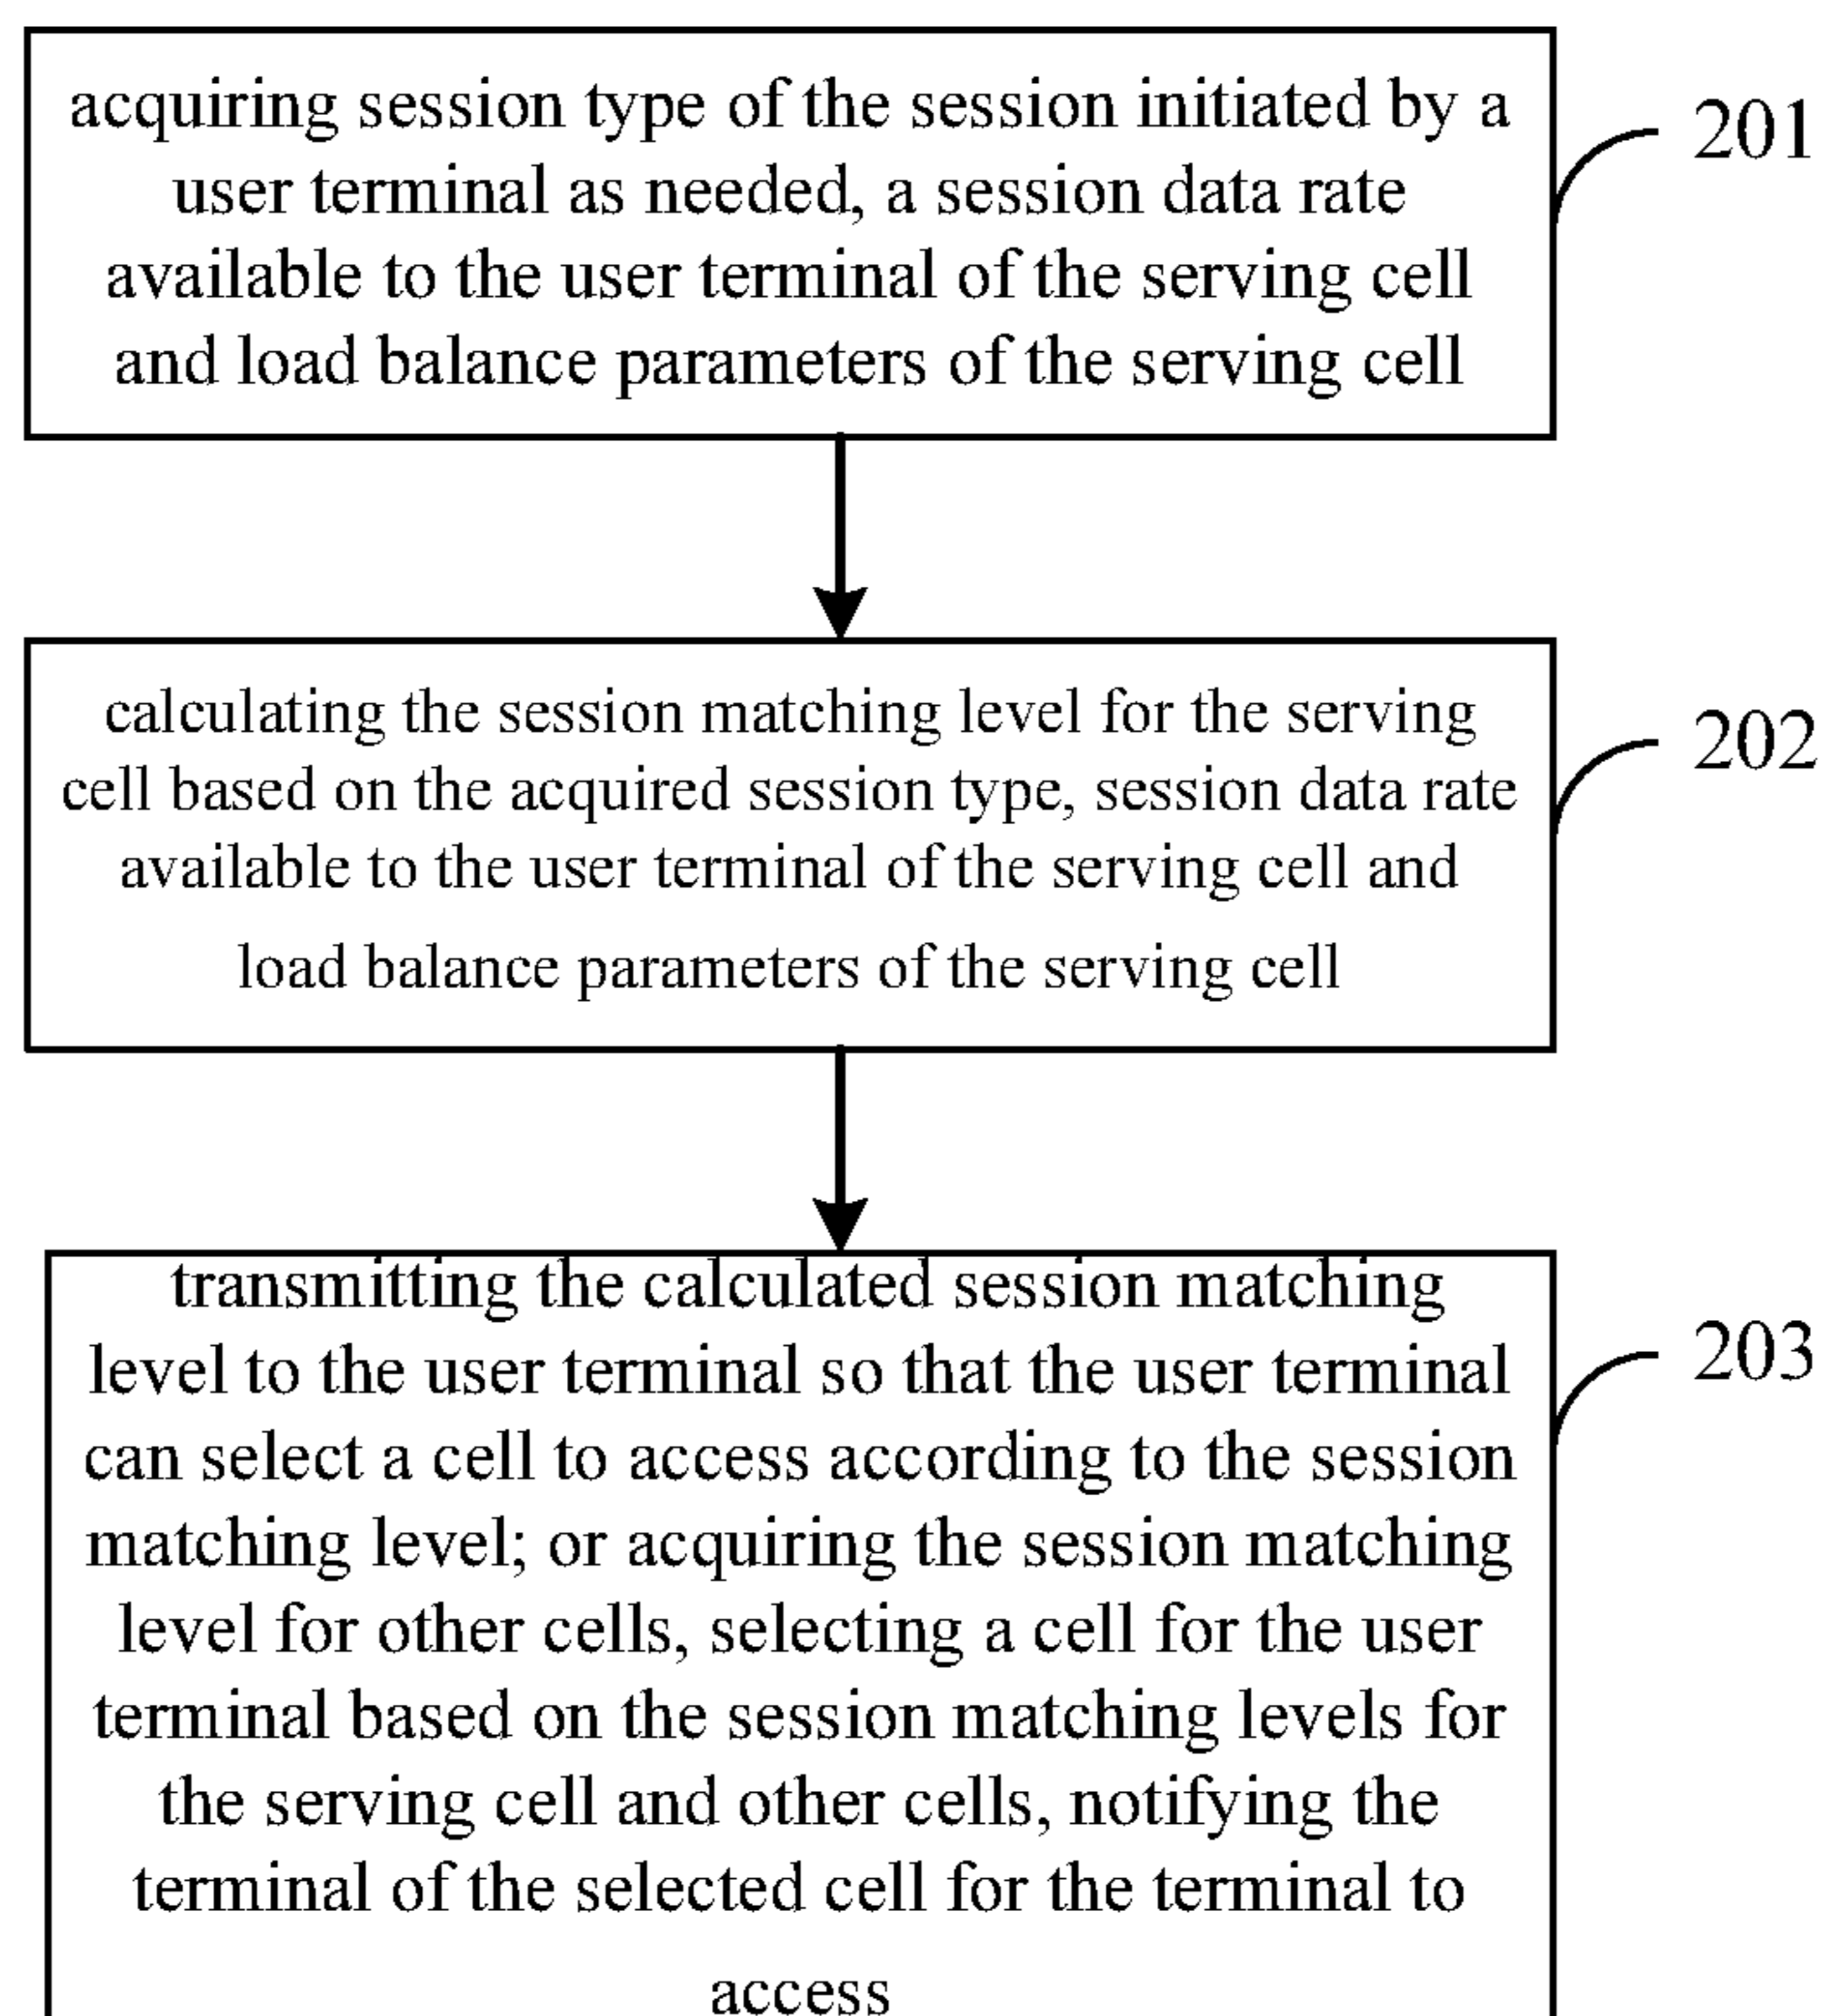 acquiring session type of the session initiated by a
user terminal as needed, a session data rate
available to the user terminal of the serving cell
and load balance parameters of the serving cell
201
calculating the session matching level for the serving
cell based on the acquired session type, session data rate
available to the user terminal of the serving cell and
load balance parameters of the serving cell
202
transmitting the calculated session matching
level to the user terminal so that the user terminal
can select a cell to access according to the session
matching level; or acquiring the session matching
level for other cells, selecting a cell for the user
terminal based on the session matching levels for
the serving cell and other cells, notifying the
terminal of the selected cell for the terminal to
access
203